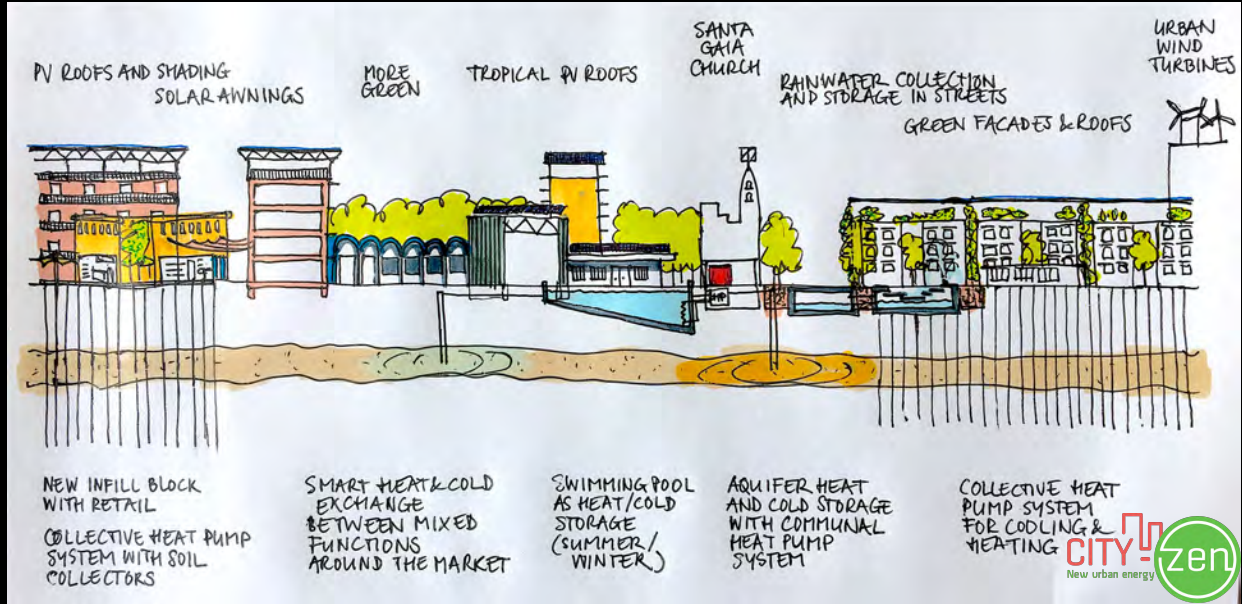 PV ROOFS AND SHADING
SOLAR AWNINGS
MORE
GREEN
TROPICAL PV ROOFS
SANTA
GAIA
CHURCH
RAINWATER COLLECTION
AND STORAGE IN STREETS
GREEN FACADES & ROOFS
URBAN
WIND
TURBINES
HP
NEW INFILL BLOCK
WITH RETAIL
COLLECTIVE HEAT PUMP
SYSTEM WITH SOIL
COLLECTORS
SMART HEAT & COLD
EXCHANGE
BETWEEN MIXED
FUNCTIONS
AROUND THE MARKET
SWIMMING POOL
AS HEAT/COLD
STORAGE
(SUMMER/
WINTER)
AQUIFER HEAT
AND COLD STORAGE
WITH COMMUNAL
HEAT PUMP
SYSTEM
COLLECTIVE HEAT
PUMP SYSTEM
FOR COOLING &
HEATING
CITY zen
New urban energy